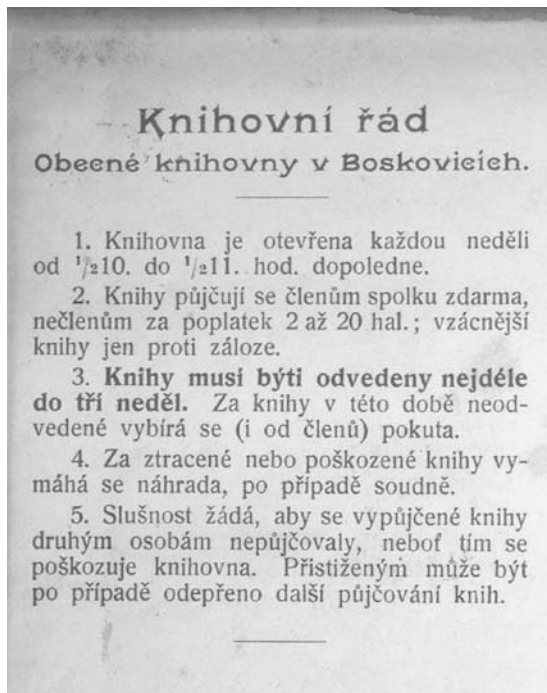 Knihovní řád
Obecné knihovny v Boskovicích.
1. Knihovna je otevřena každou neděli
od ½10. do ½11. hod. dopoledne.
2. Knihy půjčují se členům spolku zdarma,
nečlenům za poplatek 2 až 20 hal.; vzácnější
knihy jen proti záloze.
3. Knihy musí býti odvedeny nejdéle
do tří neděl. Za knihy v této době neod-
vedené vybírá se (i od členů) pokuta.
4. Za ztracené nebo poškozené knihy vy-
máhá se náhrada, po případě soudně.
5. Slušnost žádá, aby se vypůjčené knihy
druhým osobám nepůjčovaly, neboť tím se
poškozuje knihovna. Přistiženým může být
po případě odepřeno další půjčování knih.